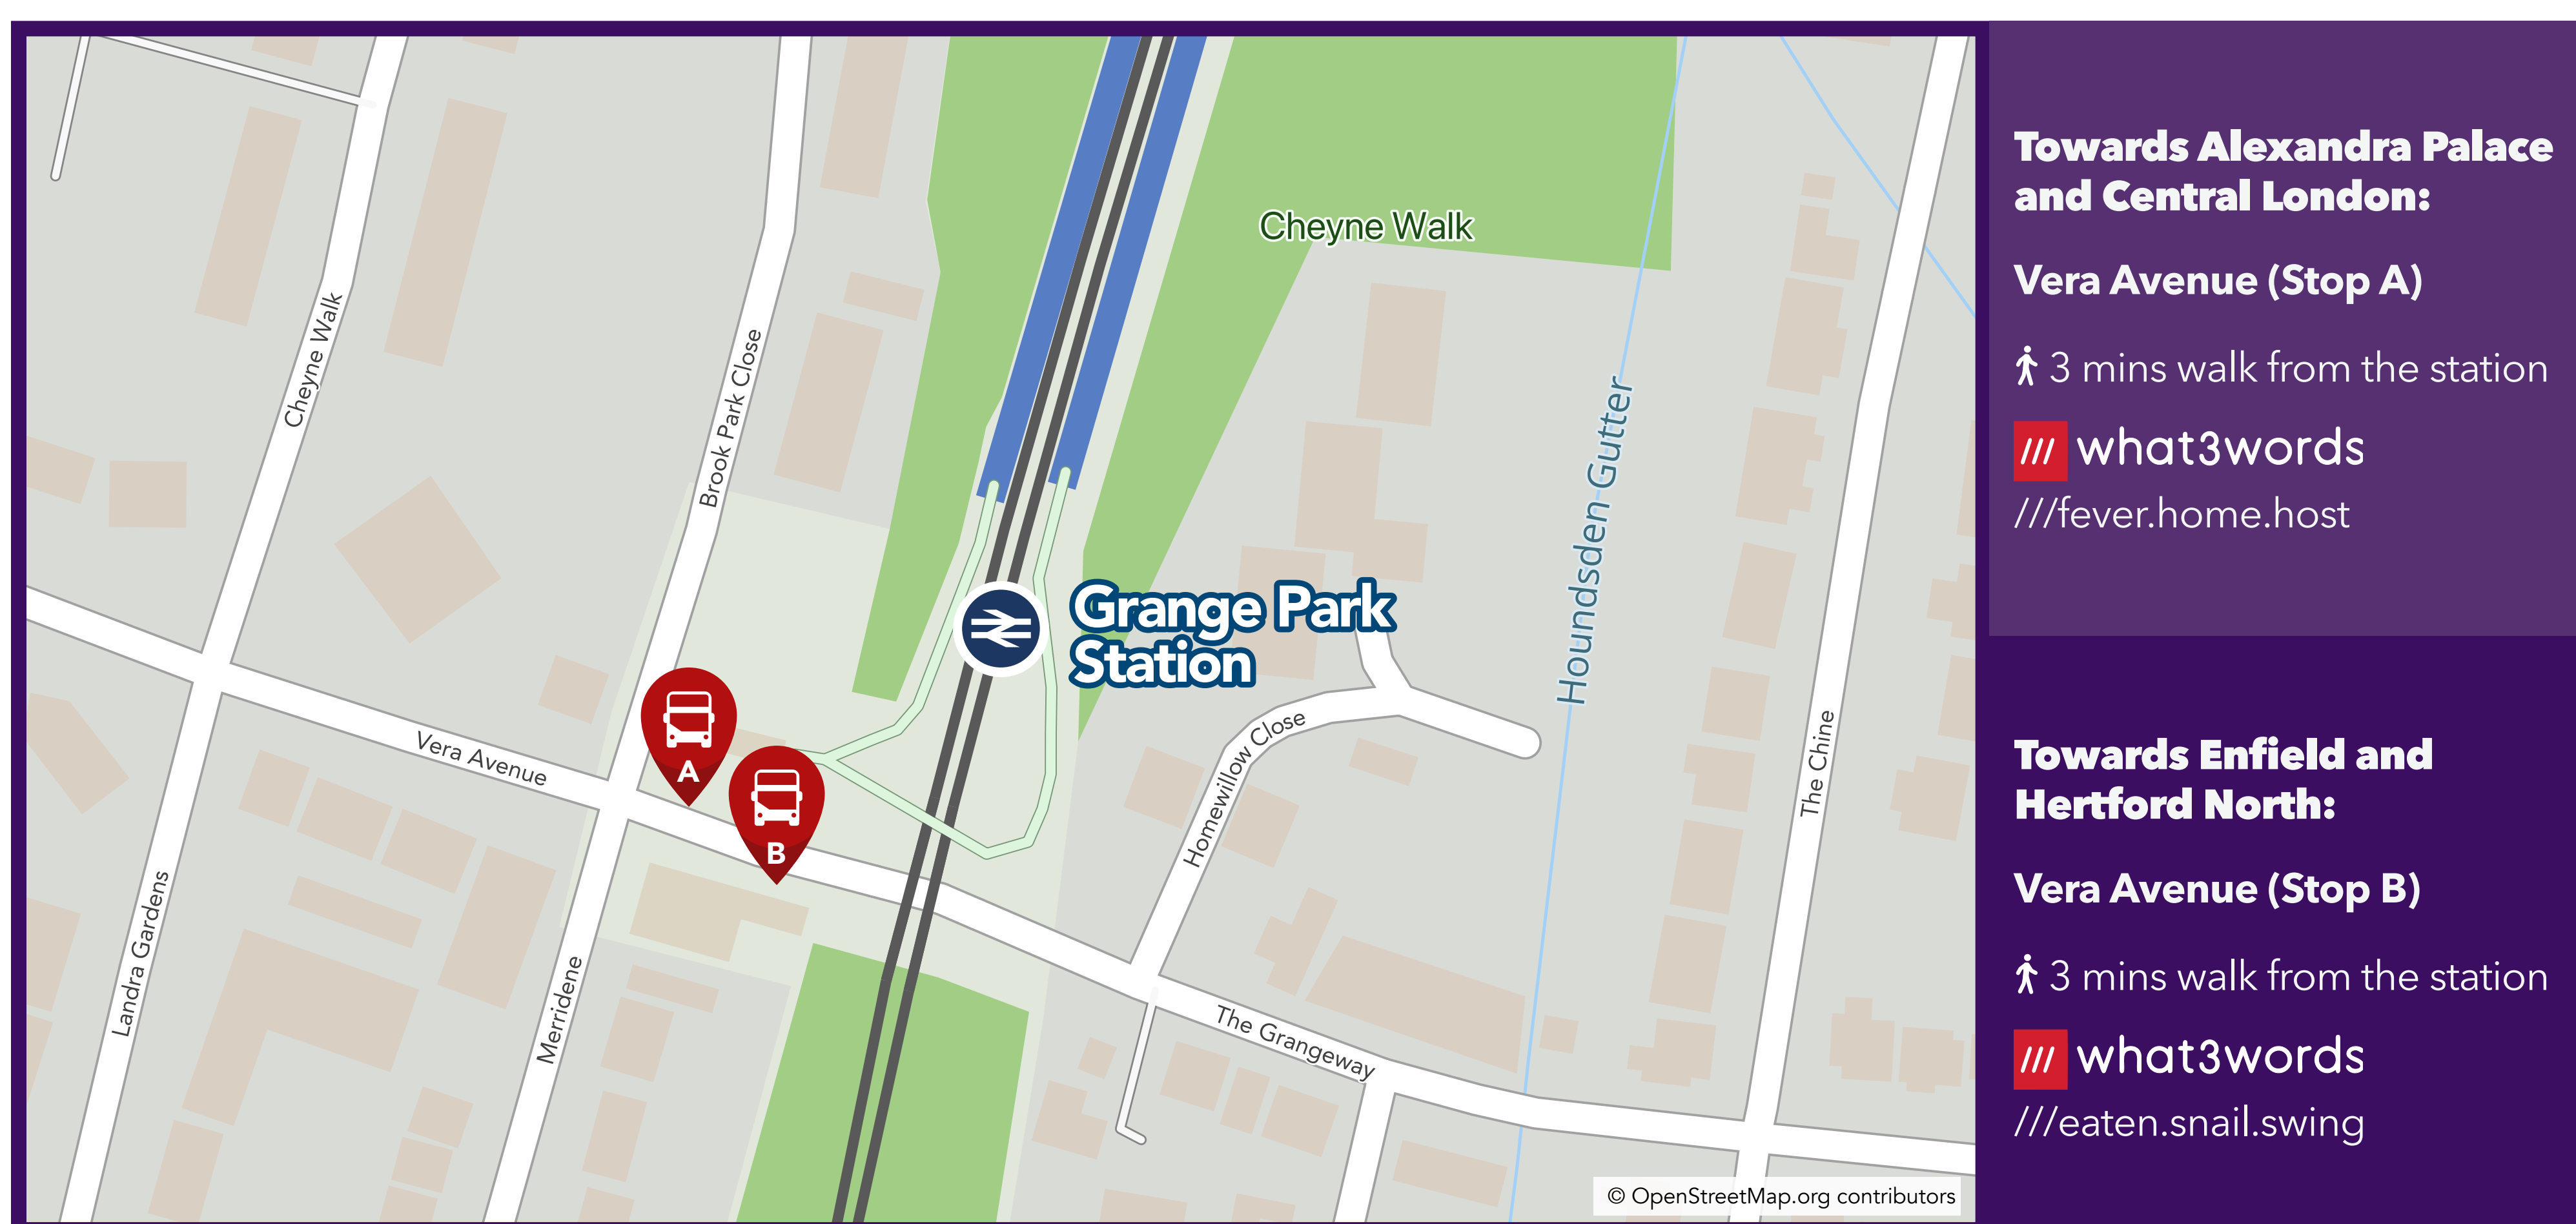 Cheyne Walk
Cheyne Walk
Brook Park Close
Grange Park
Station
Houndsden Gutter
A
B
Vera Avenue
Homewillow Close
The Chine
Landra Gardens
Merridene
The Grangeway
© OpenStreetMap.org contributors
Towards Alexandra Palace
and Central London:
Vera Avenue (Stop A)
3 mins walk from the station
/// what3words
///fever.home.host
Towards Enfield and
Hertford North:
Vera Avenue (Stop B)
3 mins walk from the station
/// what3words
///eaten.snail.swing